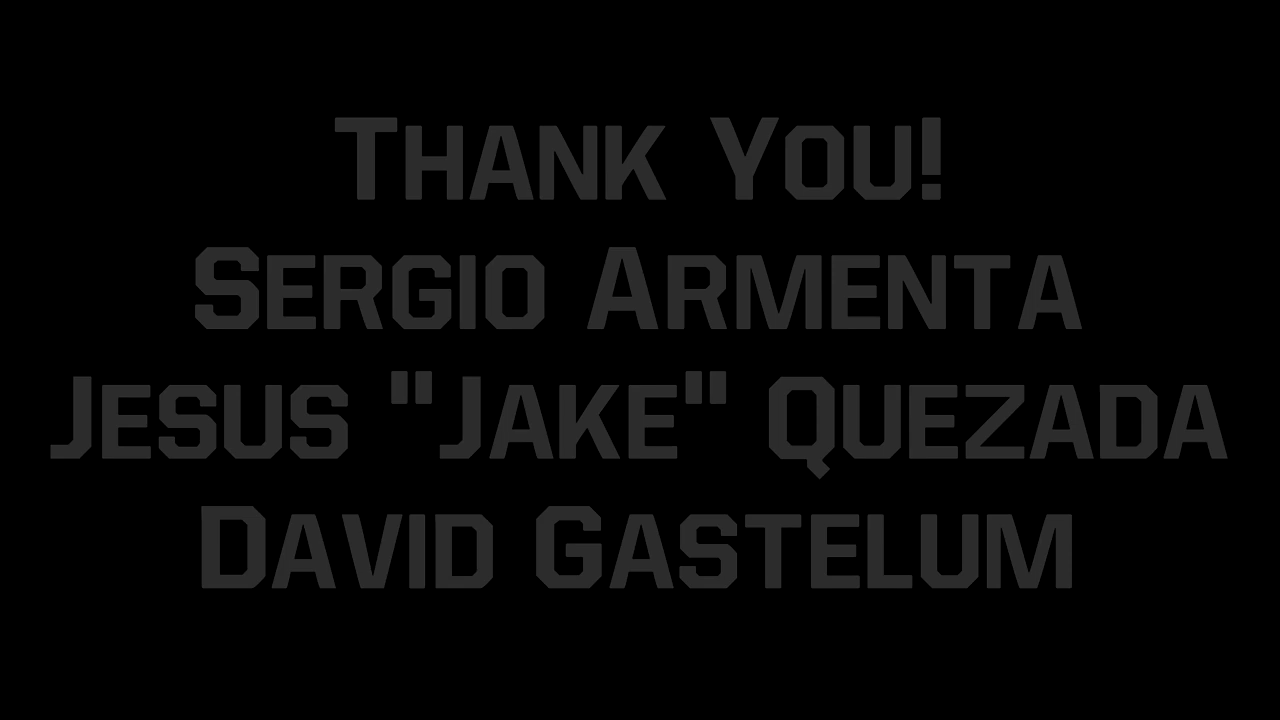 Thank You!
Sergio Armenta
Jesus "Jake" Quezada
David Gastelum